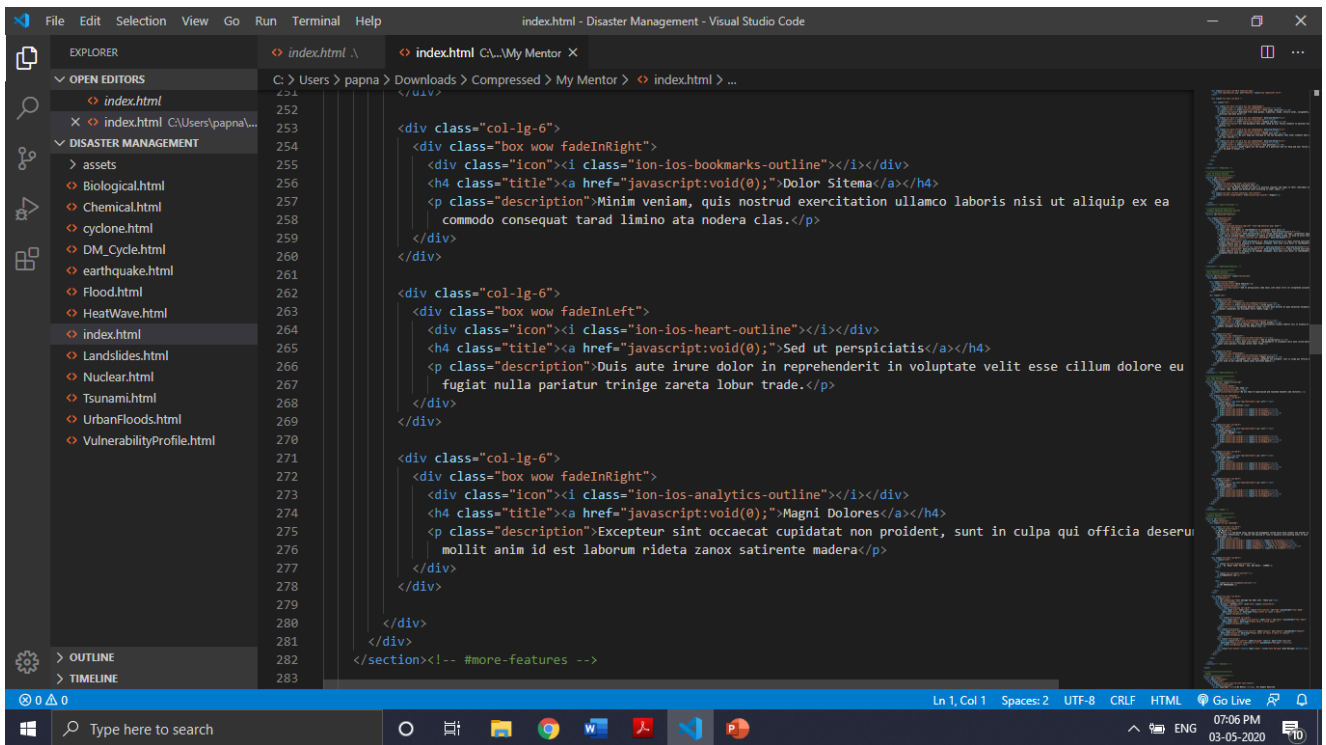 File Edit Selection View Go Run Terminal Help index.html - Disaster Management - Visual Studio Code
EXPLORER
index.html .\
index.html C:\...\My Mentor
OPEN EDITORS
index.html
index.html C:\Users\papna\...
DISASTER MANAGEMENT
assets
Biological.html
Chemical.html
cyclone.html
DM_Cycle.html
earthquake.html
Flood.html
HeatWave.html
index.html
Landslides.html
Nuclear.html
Tsunami.html
UrbanFloods.html
VulnerabilityProfile.html
OUTLINE
TIMELINE
C: > Users > papna > Downloads > Compressed > My Mentor > index.html > ...
251 </div>
252
253 <div class="col-lg-6">
254 <div class="box wow fadeInRight">
255 <div class="icon"><i class="ion-ios-bookmarks-outline"></i></div>
256 <h4 class="title"><a href="javascript:void(0);">Dolor Sitema</a></h4>
257 <p class="description">Minim veniam, quis nostrud exercitation ullamco laboris nisi ut aliquip ex ea
258 commodo consequat tarad limino ata nodera clas.</p>
259 </div>
260 </div>
261
262 <div class="col-lg-6">
263 <div class="box wow fadeInLeft">
264 <div class="icon"><i class="ion-ios-heart-outline"></i></div>
265 <h4 class="title"><a href="javascript:void(0);">Sed ut perspiciatis</a></h4>
266 <p class="description">Duis aute irure dolor in reprehenderit in voluptate velit esse cillum dolore eu
267 fugiat nulla pariatur trinige zareta lobur trade.</p>
268 </div>
269 </div>
270
271 <div class="col-lg-6">
272 <div class="box wow fadeInRight">
273 <div class="icon"><i class="ion-ios-analytics-outline"></i></div>
274 <h4 class="title"><a href="javascript:void(0);">Magni Dolores</a></h4>
275 <p class="description">Excepteur sint occaecat cupidatat non proident, sunt in culpa qui officia deseru
276 mollit anim id est laborum rideta zanox satirente madera</p>
277 </div>
278 </div>
279
280 </div>
281 </div>
282 </section><!-- #more-features -->
283
0 0 Ln 1, Col 1 Spaces: 2 UTF-8 CRLF HTML Go Live
Type here to search
ENG
07:06 PM
03-05-2020
10